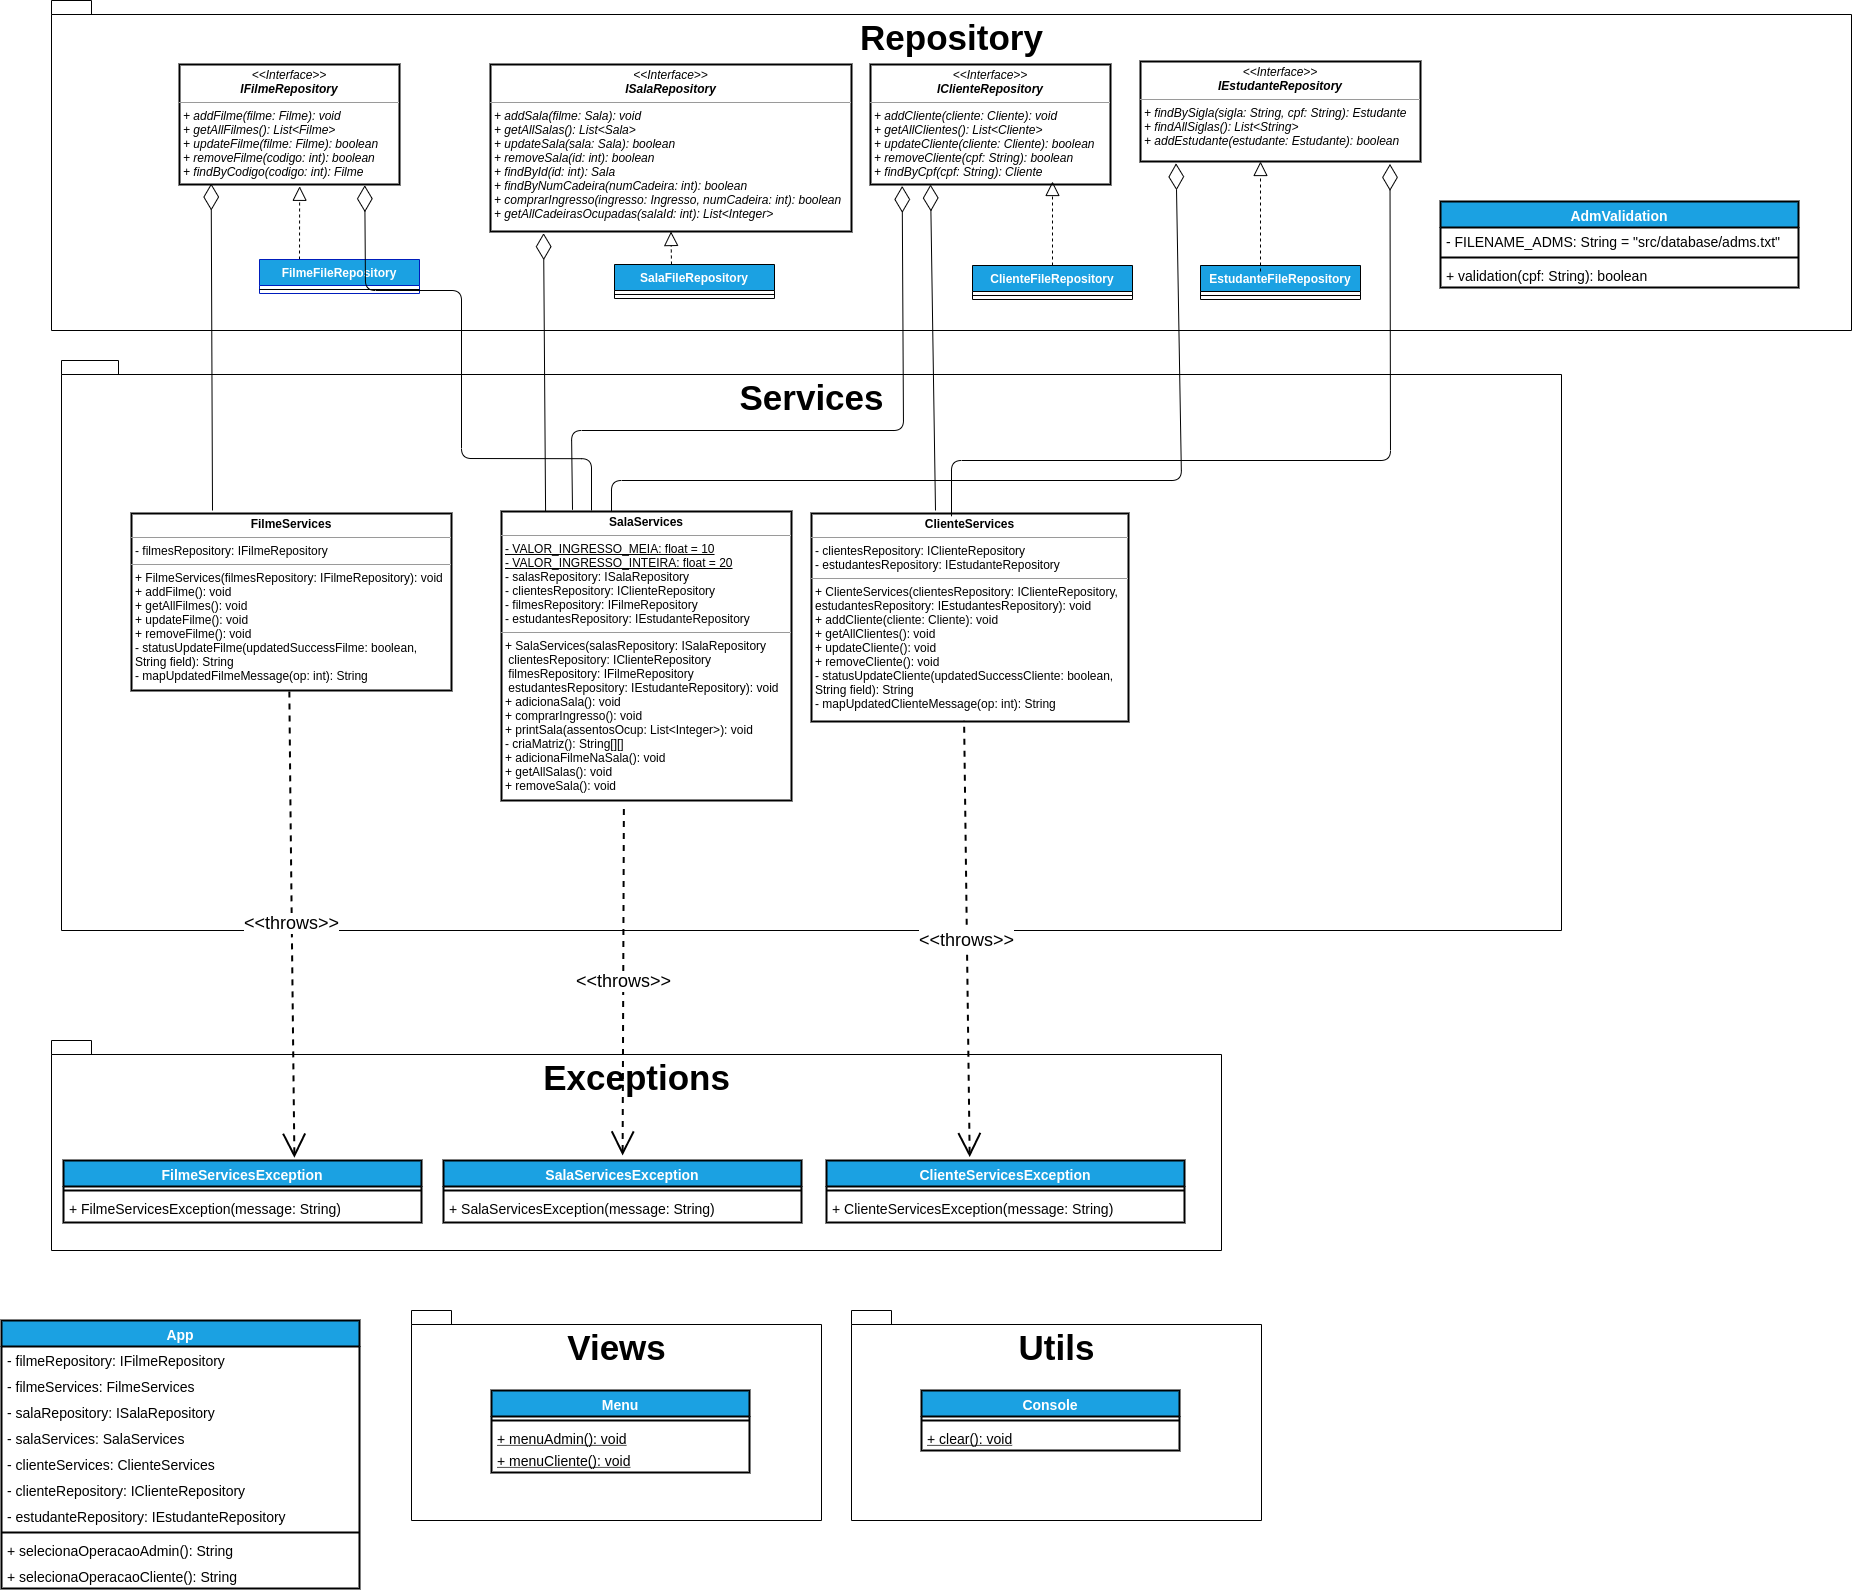 Repository
<<Interface>>
IFilmeRepository
+ addFilme(filme: Filme): void
+ getAllFilmes(): List<Filme>
+ updateFilme(filme: Filme): boolean
+ removeFilme(codigo: int): boolean
+ findByCodigo(codigo: int): Filme
<<Interface>>
ISalaRepository
+ addSala(filme: Sala): void
+ getAllSalas(): List<Sala>
+ updateSala(sala: Sala): boolean
+ removeSala(id: int): boolean
+ findById(id: int): Sala
+ findByNumCadeira(numCadeira: int): boolean
+ comprarIngresso(ingresso: Ingresso, numCadeira: int): boolean
+ getAllCadeirasOcupadas(salaId: int): List<Integer>
<<Interface>>
IClienteRepository
+ addCliente(cliente: Cliente): void
+ getAllClientes(): List<Cliente>
+ updateCliente(cliente: Cliente): boolean
+ removeCliente(cpf: String): boolean
+ findByCpf(cpf: String): Cliente
<<Interface>>
IEstudanteRepository
+ findBySigla(sigla: String, cpf: String): Estudante
+ findAllSiglas(): List<String>
+ addEstudante(estudante: Estudante): boolean
AdmValidation
- FILENAME_ADMS: String = "src/database/adms.txt"
+ validation(cpf: String): boolean
FilmeFileRepository
SalaFileRepository
ClienteFileRepository
EstudanteFileRepository
Services
FilmeServices
- filmesRepository: IFilmeRepository
+ FilmeServices(filmesRepository: IFilmeRepository): void
+ addFilme(): void
+ getAllFilmes(): void
+ updateFilme(): void
+ removeFilme(): void
- statusUpdateFilme(updatedSuccessFilme: boolean,
String field): String
- mapUpdatedFilmeMessage(op: int): String
SalaServices
- VALOR_INGRESSO_MEIA: float = 10
- VALOR_INGRESSO_INTEIRA: float = 20
- salasRepository: ISalaRepository
- clientesRepository: IClienteRepository
- filmesRepository: IFilmeRepository
- estudantesRepository: IEstudanteRepository
+ SalaServices(salasRepository: ISalaRepository
clientesRepository: IClienteRepository
filmesRepository: IFilmeRepository
estudantesRepository: IEstudanteRepository): void
+ adicionaSala(): void
+ comprarIngresso(): void
+ printSala(assentosOcup: List<Integer>): void
- criaMatriz(): String[][]
+ adicionaFilmeNaSala(): void
+ getAllSalas(): void
+ removeSala(): void
ClienteServices
- clientesRepository: IClienteRepository
- estudantesRepository: IEstudanteRepository
+ ClienteServices(clientesRepository: IClienteRepository,
estudantesRepository: IEstudantesRepository): void
+ addCliente(cliente: Cliente): void
+ getAllClientes(): void
+ updateCliente(): void
+ removeCliente(): void
- statusUpdateCliente(updatedSuccessCliente: boolean,
String field): String
- mapUpdatedClienteMessage(op: int): String
<<throws>>
<<throws>>
<<throws>>
Exceptions
FilmeServicesException
+ FilmeServicesException(message: String)
SalaServicesException
+ SalaServicesException(message: String)
ClienteServicesException
+ ClienteServicesException(message: String)
App
- filmeRepository: IFilmeRepository
- filmeServices: FilmeServices
- salaRepository: ISalaRepository
- salaServices: SalaServices
- clienteServices: ClienteServices
- clienteRepository: IClienteRepository
- estudanteRepository: IEstudanteRepository
+ selecionaOperacaoAdmin(): String
+ selecionaOperacaoCliente(): String
Views
Menu
+ menuAdmin(): void
+ menuCliente(): void
Utils
Console
+ clear(): void